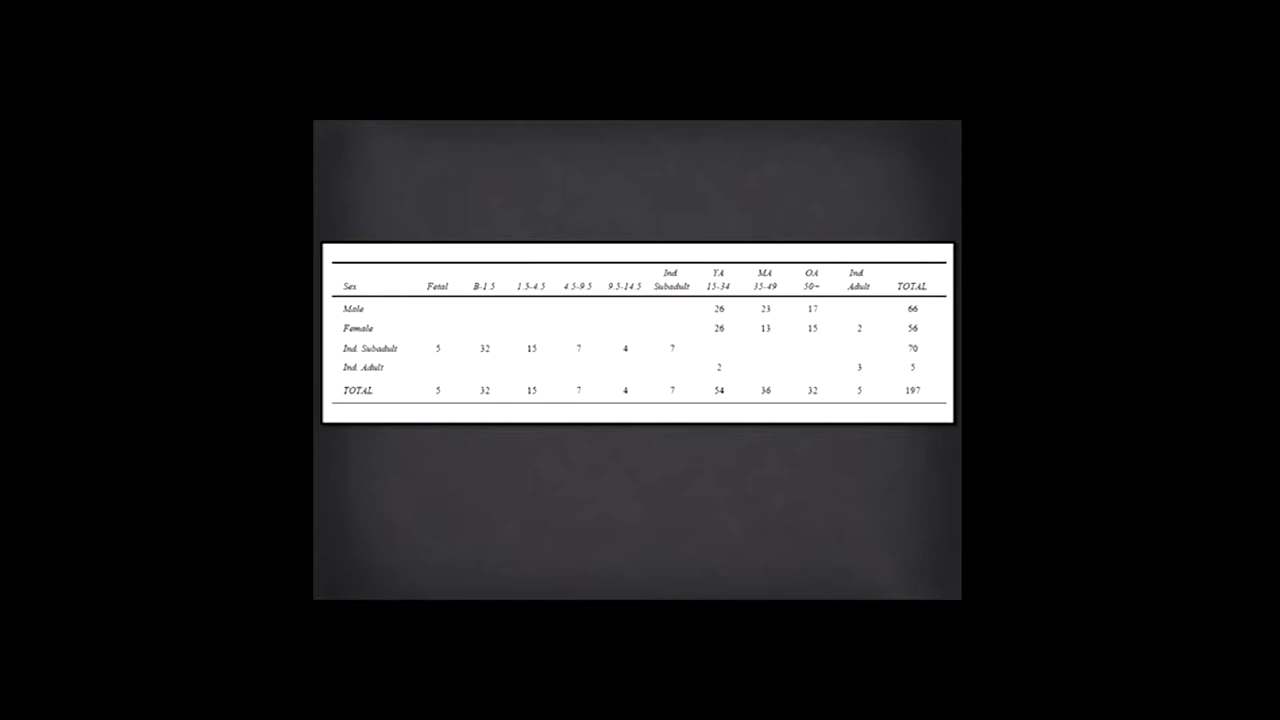 Ind. YA MA OA Ind.
Sex Fetal B-1.5 1.5-4.5 4.5-9.5 9.5-14.5 Subadult 15-34 35-49 50+ Adult TOTAL
Male 26 23 17 66
Female 26 13 15 2 56
Ind. Subadult 5 32 15 7 4 7 70
Ind. Adult 2 3 5
TOTAL 5 32 15 7 4 7 54 36 32 5 197